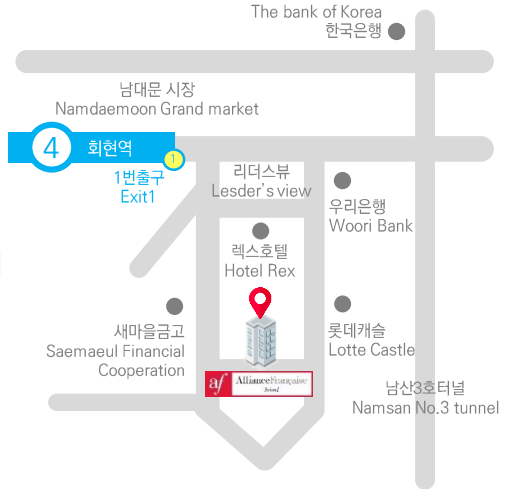 The bank of Korea
한국은행
남대문 시장
Namdaemoon Grand market
4 회현역
1
1번출구
Exit1
리더스뷰
Lesder's view
우리은행
Woori Bank
렉스호텔
Hotel Rex
새마을금고
Saemaeul Financial
Cooperation
롯데캐슬
Lotte Castle
af AllianceFrançaise
Séoul
남산3호터널
Namsan No.3 tunnel